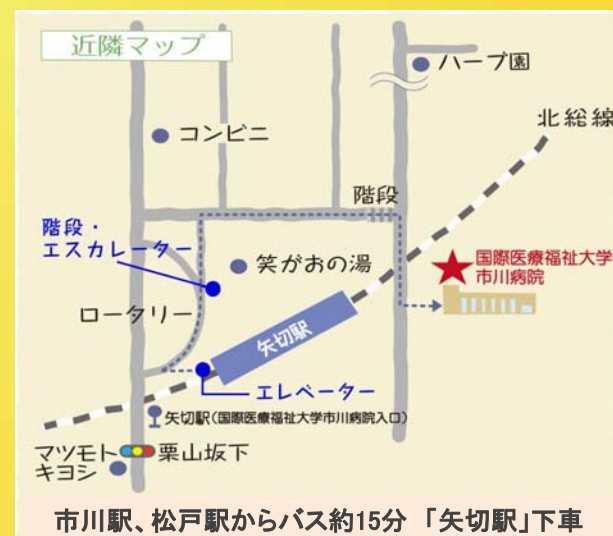 近隣マップ
ハーブ園
北総線
コンビニ
階段
階段・
エスカレーター
笑がおの湯
国際医療福祉大学
市川病院
ロータリー
矢切駅
エレベーター
矢切駅(国際医療福祉大学市川病院入口)
マツモト
キヨシ
栗山坂下
市川駅、松戸駅からバス約15分 「矢切駅」下車